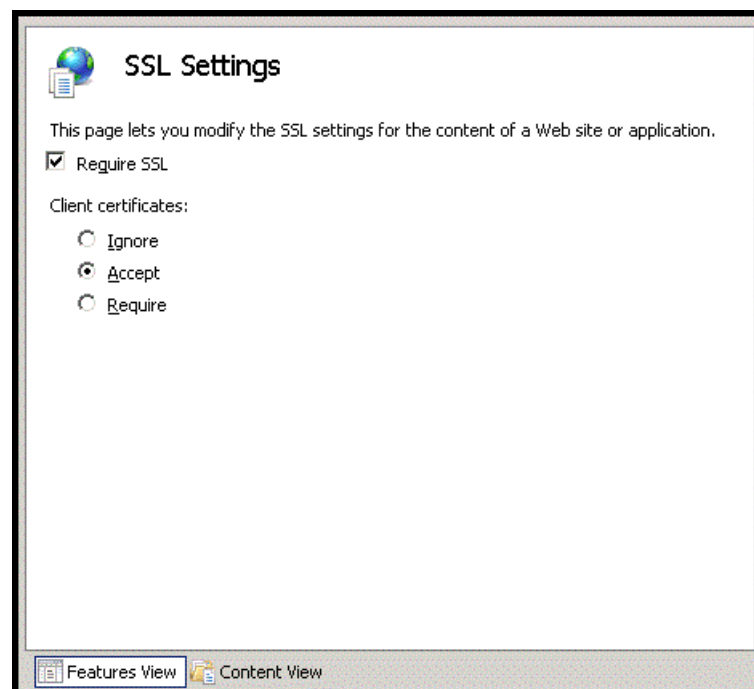 SSL Settings
This page lets you modify the SSL settings for the content of a Web site or application.
Require SSL
Client certificates:
Ignore
Accept
Require
Features View Content View